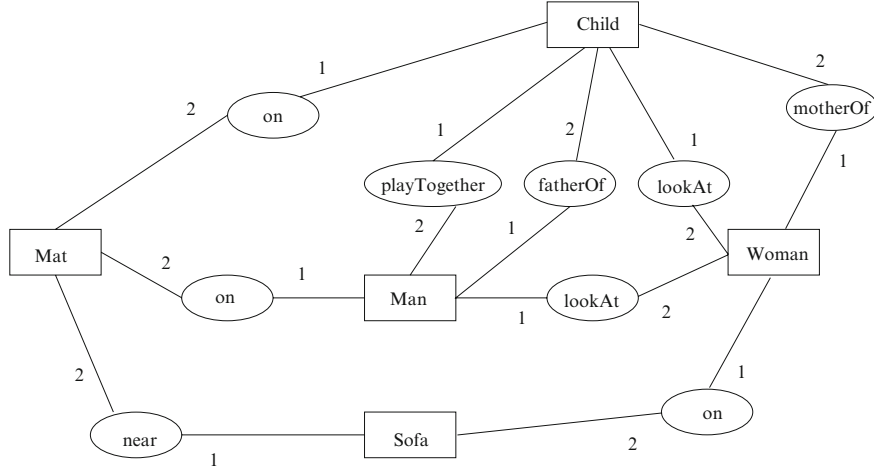 Child
1
2
2
on
motherOf
1
2
1
1
playTogether
fatherOf
lookAt
2
1
2
Mat
Woman
2
1
on
Man
lookAt
1
2
2
1
on
near
Sofa
2
1